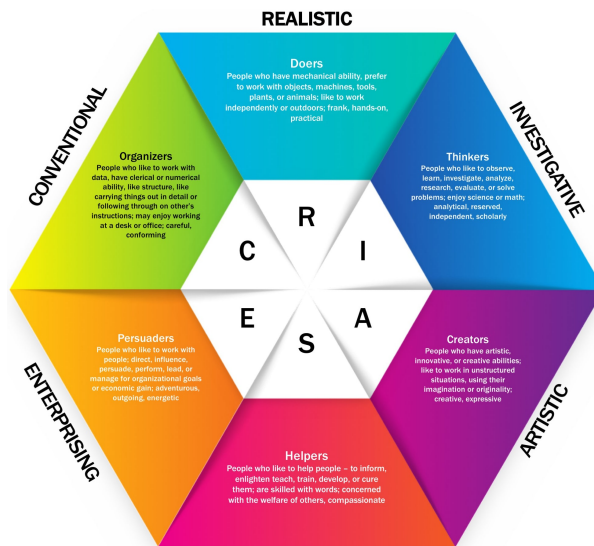 REALISTIC
Doers
People who have mechanical ability, prefer
to work with objects, machines, tools,
plants, or animals; like to work
independently or outdoors; frank, hands-on,
practical
CONVENTIONAL
Organizers
People who like to work with
data, have clerical or numerical
ability, like structure, like
carrying things out in detail or
following through on other's
instructions; may enjoy working
at a desk or office; careful,
conforming
INVESTIGATIVE
Thinkers
People who like to observe,
learn, investigate, analyze,
research, evaluate, or solve
problems; enjoy science or math;
analytical, reserved,
independent, scholarly
R
C
I
E
A
S
ENTERPRISING
Persuaders
People who like to work with
people; direct, influence,
persuade, perform, lead, or
manage for organizational goals
or economic gain; adventurous,
outgoing, energetic
ARTISTIC
Creators
People who have artistic,
innovative, or creative abilities;
like to work in unstructured
situations, using their
imagination or originality;
creative, expressive
Helpers
People who like to help people – to inform,
enlighten teach, train, develop, or cure
them; are skilled with words; concerned
with the welfare of others, compassionate